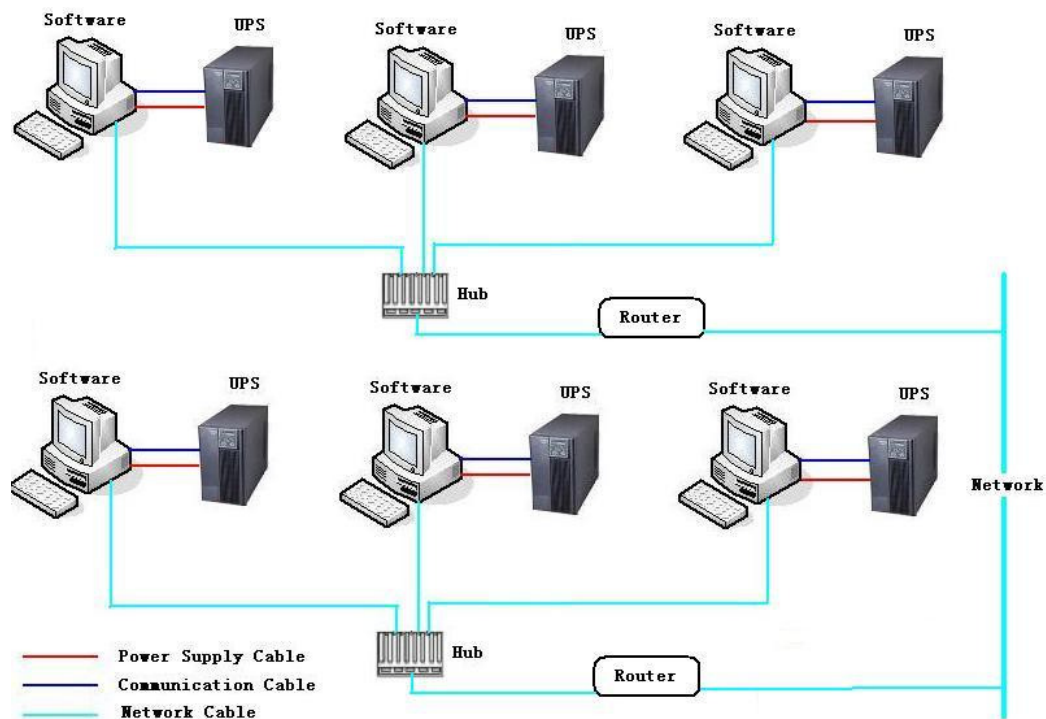 Software
UPS
Software
UPS
Software
UPS
Hub
Router
Software
UPS
Software
UPS
Software
UPS
Network
Hub
Router
Power Supply Cable
Communication Cable
Network Cable